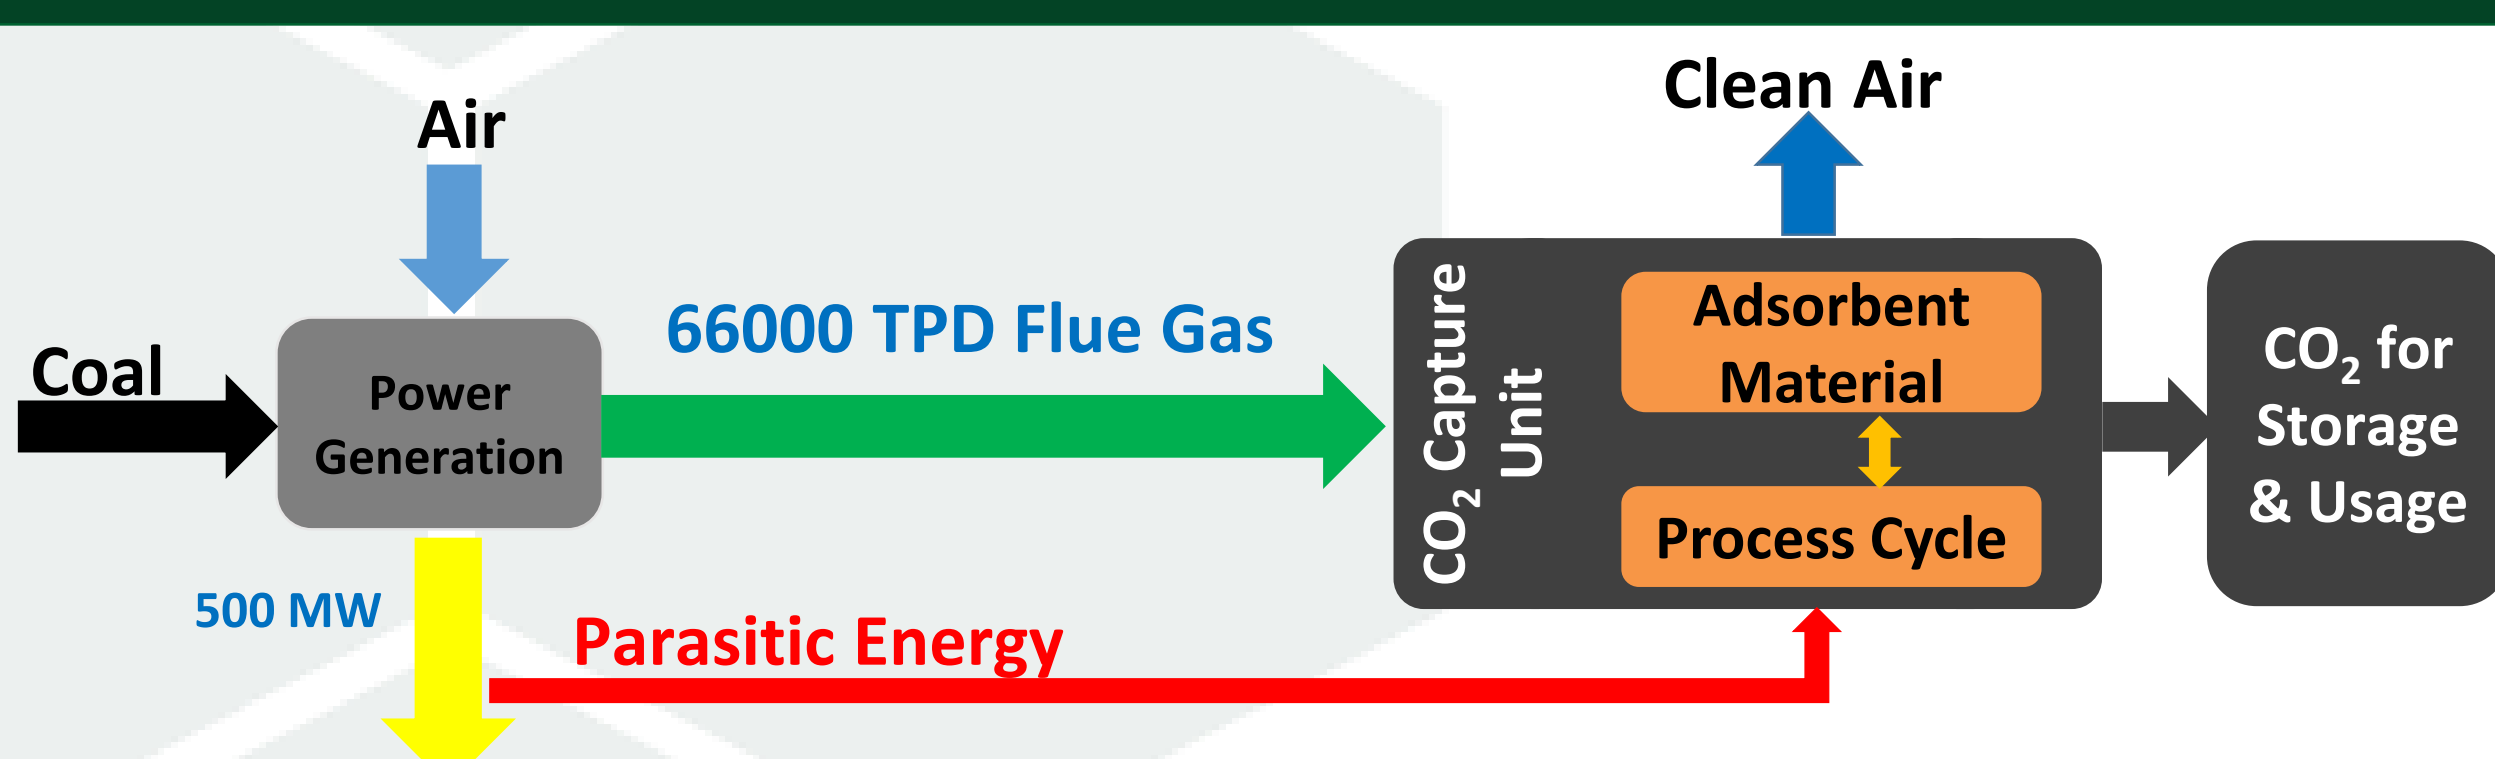 Clean Air
Air
66000 TPD Flue Gas
Coal
Power
Generation
CO₂ Capture
Unit
Adsorbent
Material
Process Cycle
CO₂ for
Storage
& Usage
500 MW
Parasitic Energy